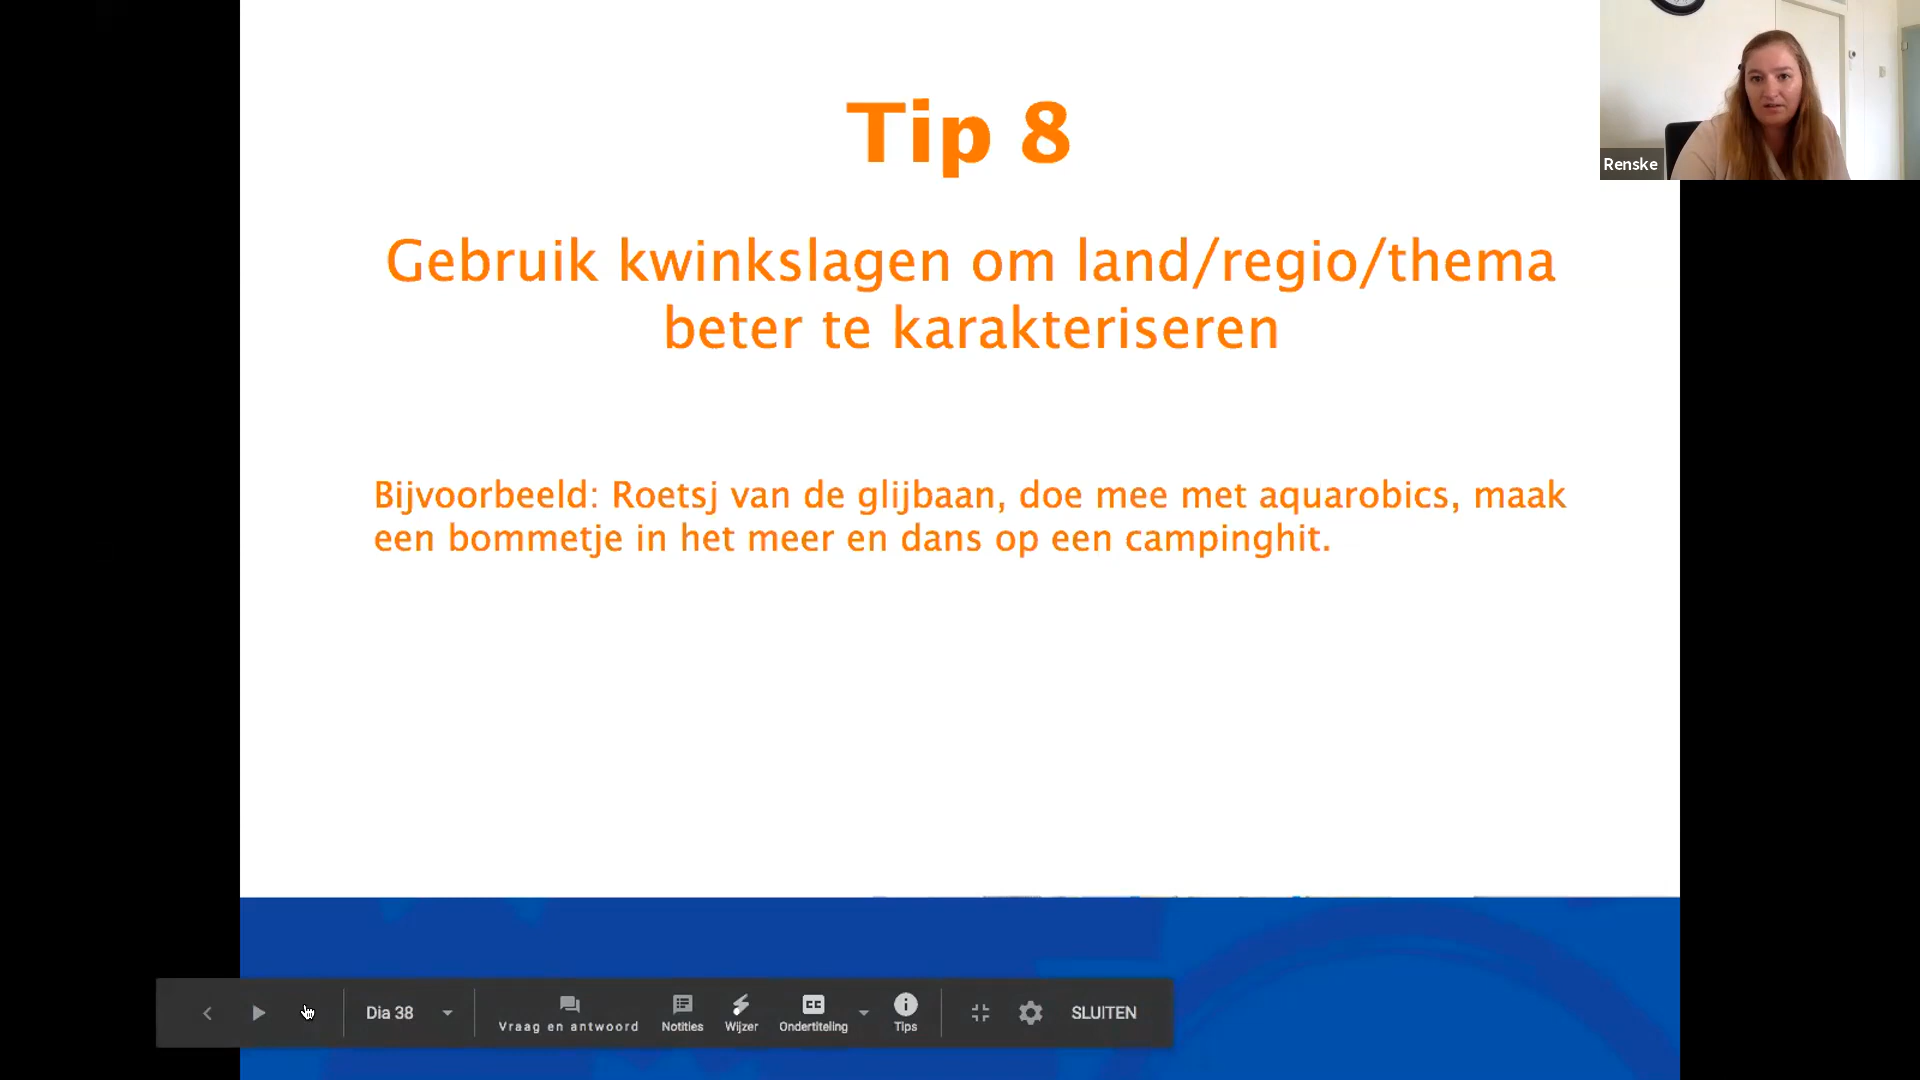 Tip 8
Gebruik kwinkslagen om land/regio/thema
beter te karakteriseren
Bijvoorbeeld: Roetsj van de glijbaan, doe mee met aquarobics, maak
een bommetje in het meer en dans op een campinghit.
Renske
Dia 38
Vraag en antwoord
Notities
Wijzer
CC
Ondertiteling
Tips
SLUITEN